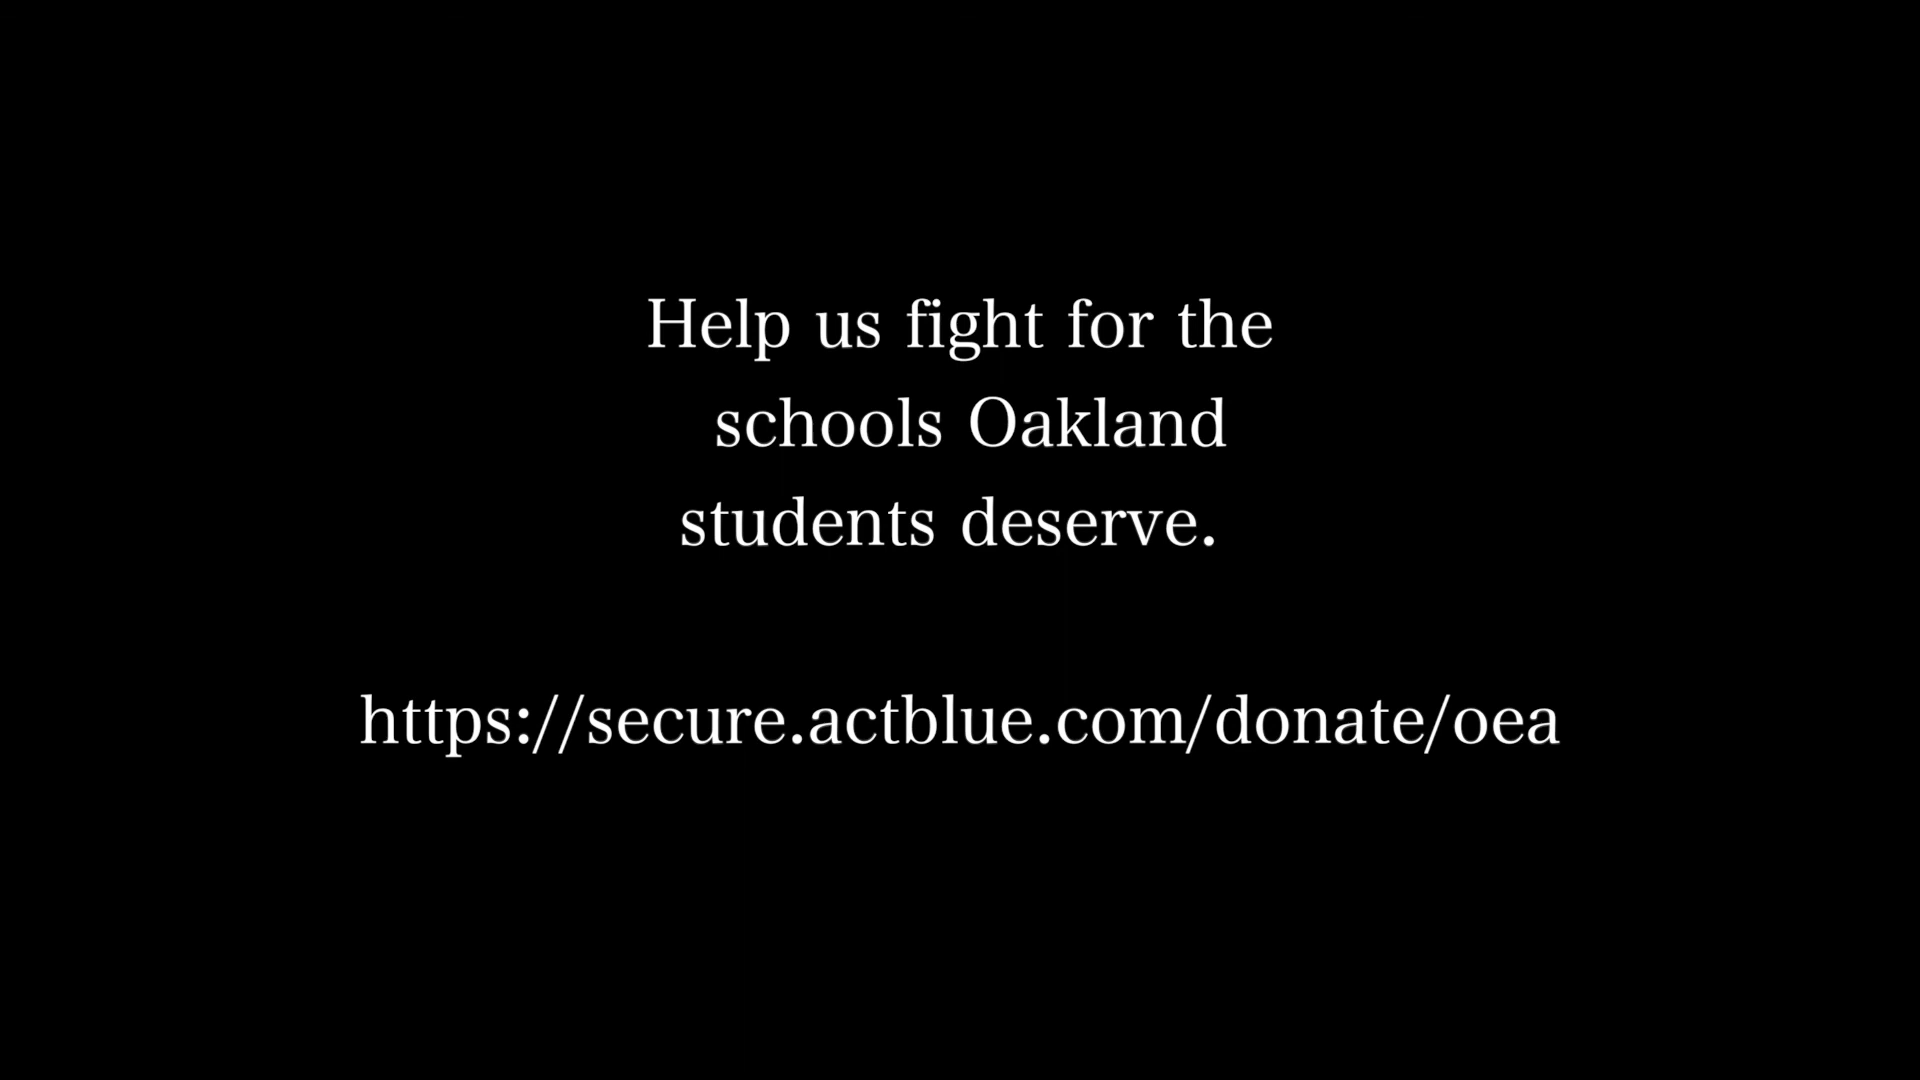 Help us fight for the
schools Oakland
students deserve.
https://secure.actblue.com/donate/oea